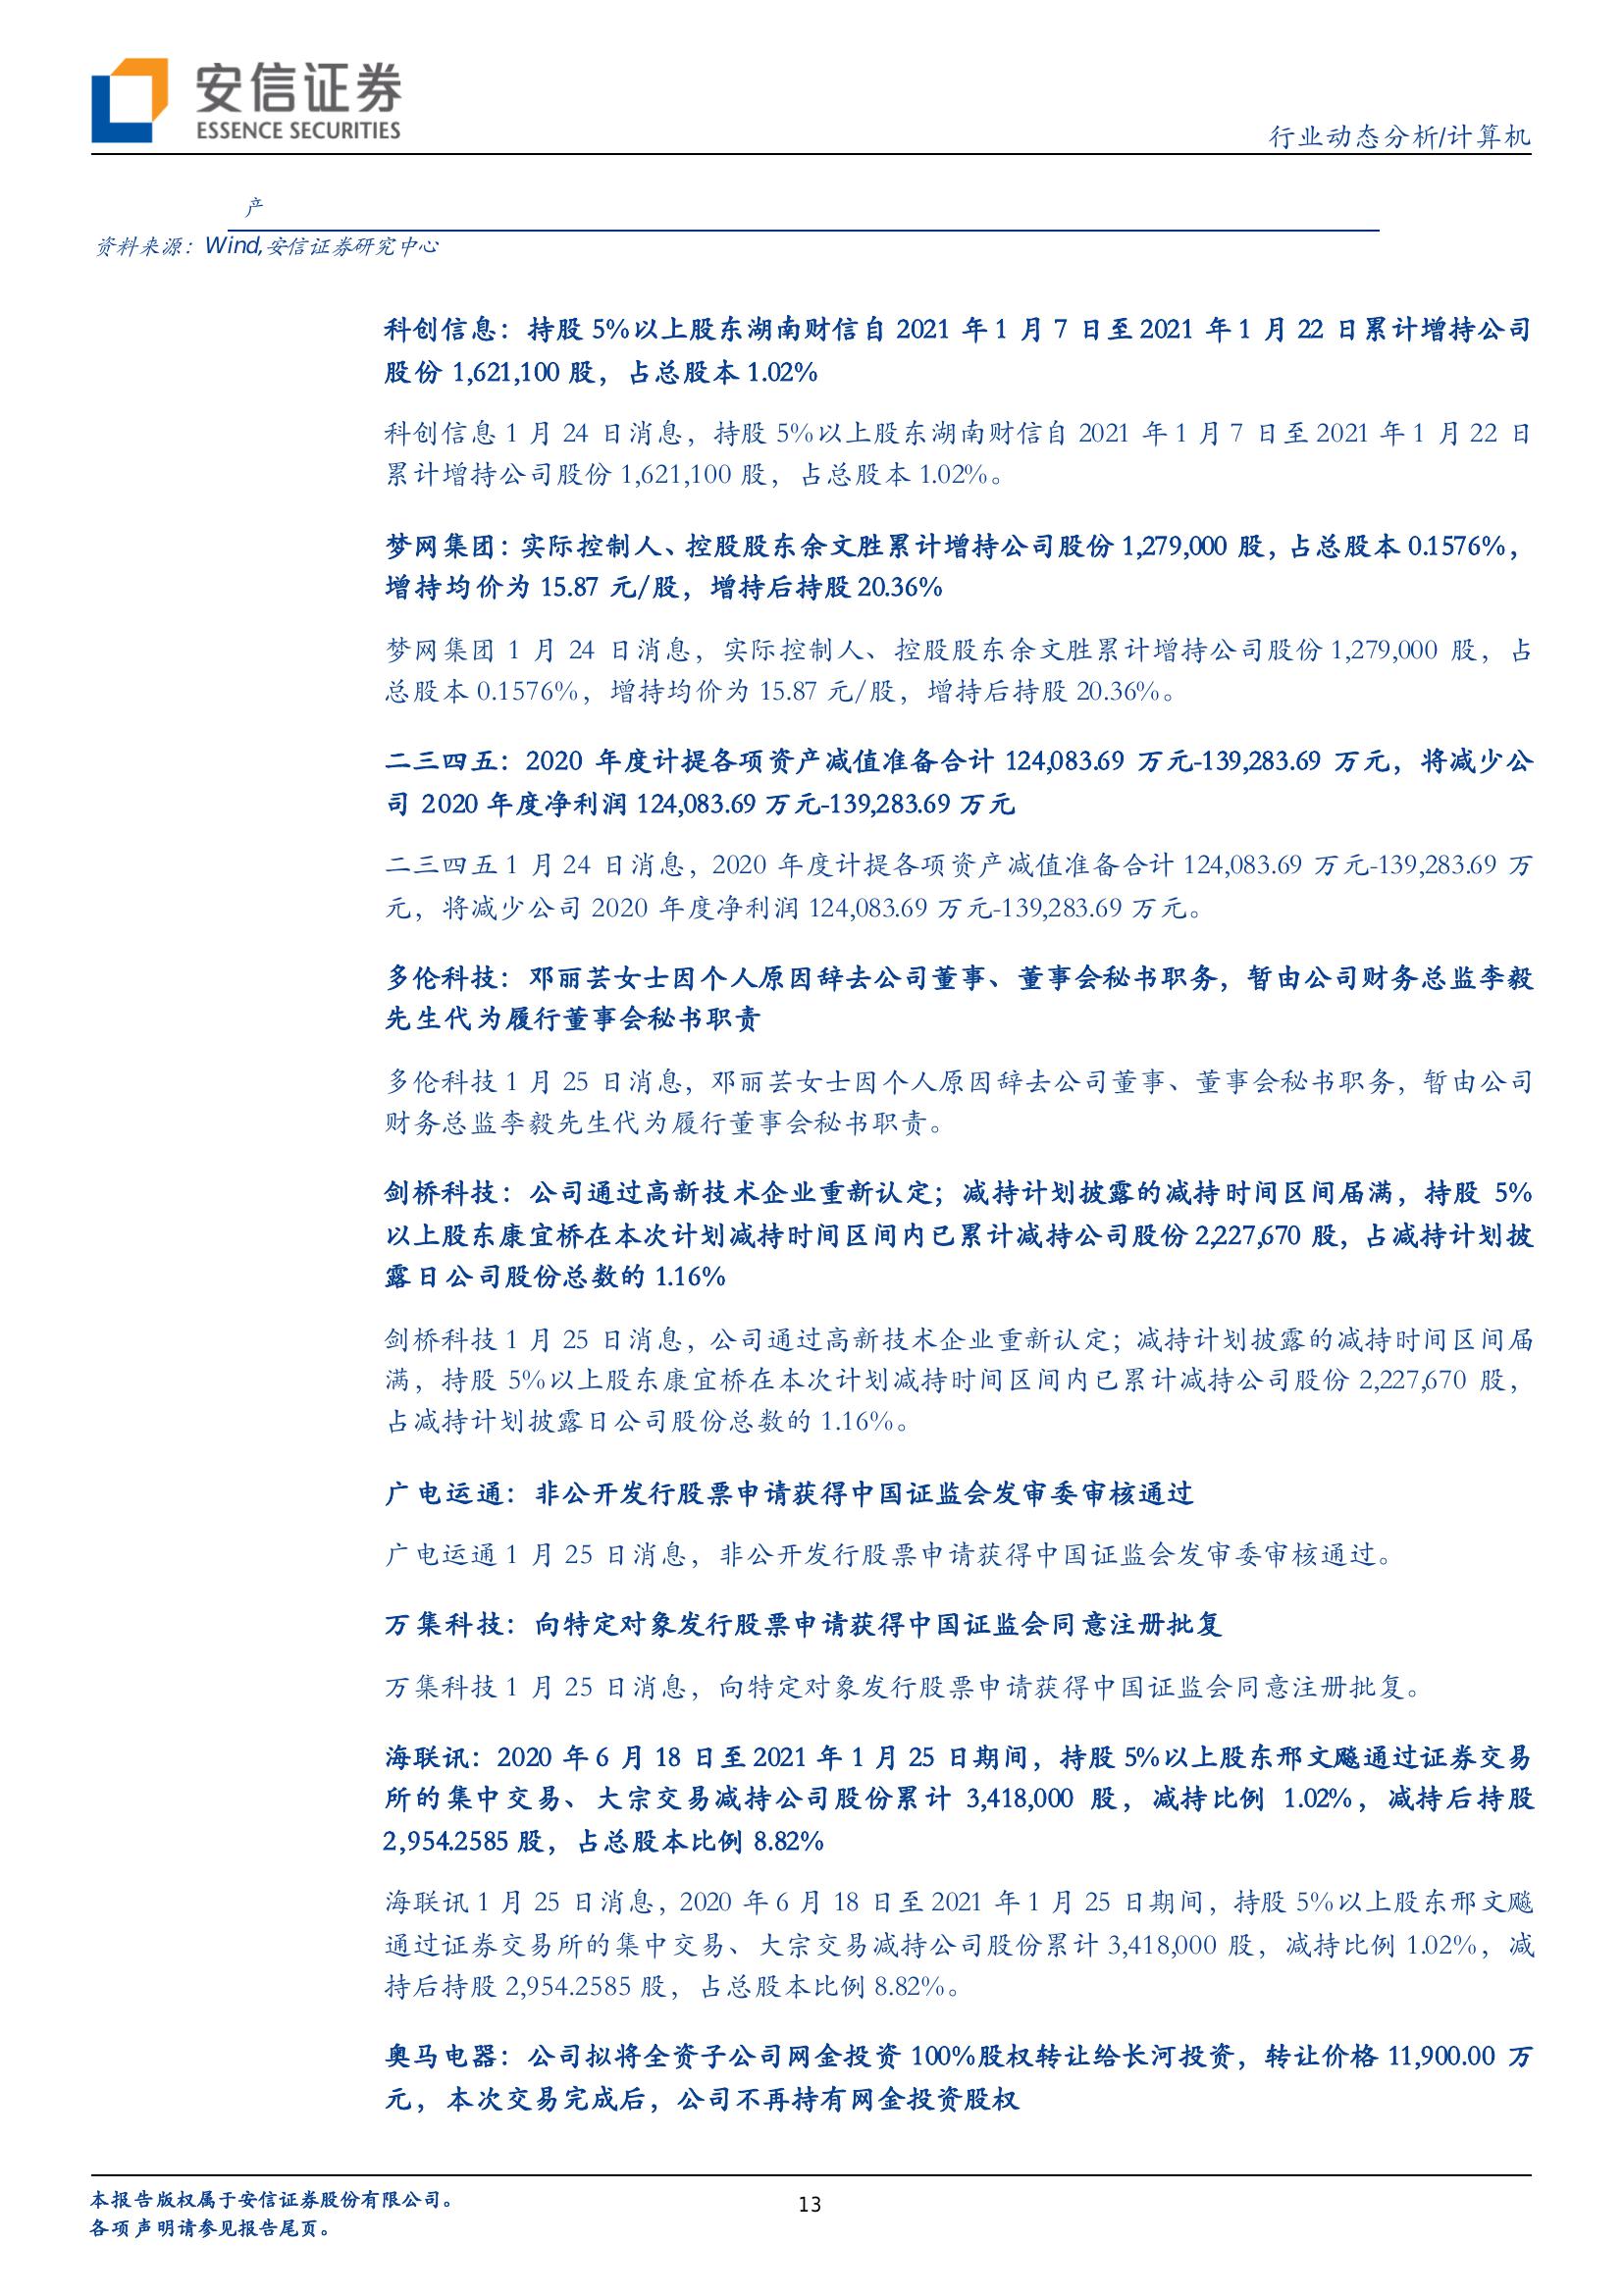 安信证券
ESSENCE SECURITIES
行业动态分析/计算机
产
资料来源：Wind,安信证券研究中心
科创信息：持股 5%以上股东湖南财信自 2021 年 1 月 7 日至 2021 年 1 月 22 日累计增持公司
股份 1,621,100 股，占总股本 1.02%
科创信息 1 月 24 日消息，持股 5%以上股东湖南财信自 2021 年 1 月 7 日至 2021 年 1 月 22 日
累计增持公司股份 1,621,100 股，占总股本 1.02%。
梦网集团：实际控制人、控股股东余文胜累计增持公司股份 1,279,000 股，占总股本 0.1576%，
增持均价为 15.87 元/股，增持后持股 20.36%
梦网集团 1 月 24 日消息，实际控制人、控股股东余文胜累计增持公司股份 1,279,000 股，占
总股本 0.1576%，增持均价为 15.87 元/股，增持后持股 20.36%。
二三四五：2020 年度计提各项资产减值准备合计 124,083.69 万元-139,283.69 万元，将减少公
司 2020 年度净利润 124,083.69 万元-139,283.69 万元
二三四五 1 月 24 日消息，2020 年度计提各项资产减值准备合计 124,083.69 万元-139,283.69 万
元，将减少公司 2020 年度净利润 124,083.69 万元-139,283.69 万元。
多伦科技：邓丽芸女士因个人原因辞去公司董事、董事会秘书职务，暂由公司财务总监李毅
先生代为履行董事会秘书职责
多伦科技 1 月 25 日消息，邓丽芸女士因个人原因辞去公司董事、董事会秘书职务，暂由公司
财务总监李毅先生代为履行董事会秘书职责。
剑桥科技：公司通过高新技术企业重新认定；减持计划披露的减持时间区间届满，持股 5%
以上股东康宜桥在本次计划减持时间区间内已累计减持公司股份 2,227,670 股，占减持计划披
露日公司股份总数的 1.16%
剑桥科技 1 月 25 日消息，公司通过高新技术企业重新认定；减持计划披露的减持时间区间届
满，持股 5%以上股东康宜桥在本次计划减持时间区间内已累计减持公司股份 2,227,670 股，
占减持计划披露日公司股份总数的 1.16%。
广电运通：非公开发行股票申请获得中国证监会发审委审核通过
广电运通 1 月 25 日消息，非公开发行股票申请获得中国证监会发审委审核通过。
万集科技：向特定对象发行股票申请获得中国证监会同意注册批复
万集科技 1 月 25 日消息，向特定对象发行股票申请获得中国证监会同意注册批复。
海联讯：2020 年 6 月 18 日至 2021 年 1 月 25 日期间，持股 5%以上股东邢文飚通过证券交易
所的集中交易、大宗交易减持公司股份累计 3,418,000 股，减持比例 1.02%，减持后持股
2,954.2585 股，占总股本比例 8.82%
海联讯 1 月 25 日消息，2020 年 6 月 18 日至 2021 年 1 月 25 日期间，持股 5%以上股东邢文飚
通过证券交易所的集中交易、大宗交易减持公司股份累计 3,418,000 股，减持比例 1.02%，减
持后持股 2,954.2585 股，占总股本比例 8.82%。
奥马电器：公司拟将全资子公司网金投资 100%股权转让给长河投资，转让价格 11,900.00 万
元，本次交易完成后，公司不再持有网金投资股权
本报告版权属于安信证券股份有限公司。
各项声明请参见报告尾页。
13